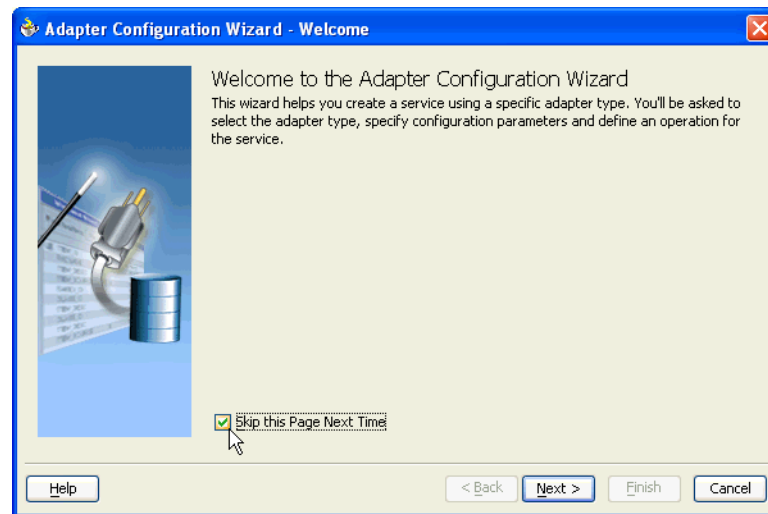 Adapter Configuration Wizard - Welcome
Welcome to the Adapter Configuration Wizard
This wizard helps you create a service using a specific adapter type. You'll be asked to
select the adapter type, specify configuration parameters and define an operation for
the service.
Skip this Page Next Time
Help
< Back
Next >
Finish
Cancel